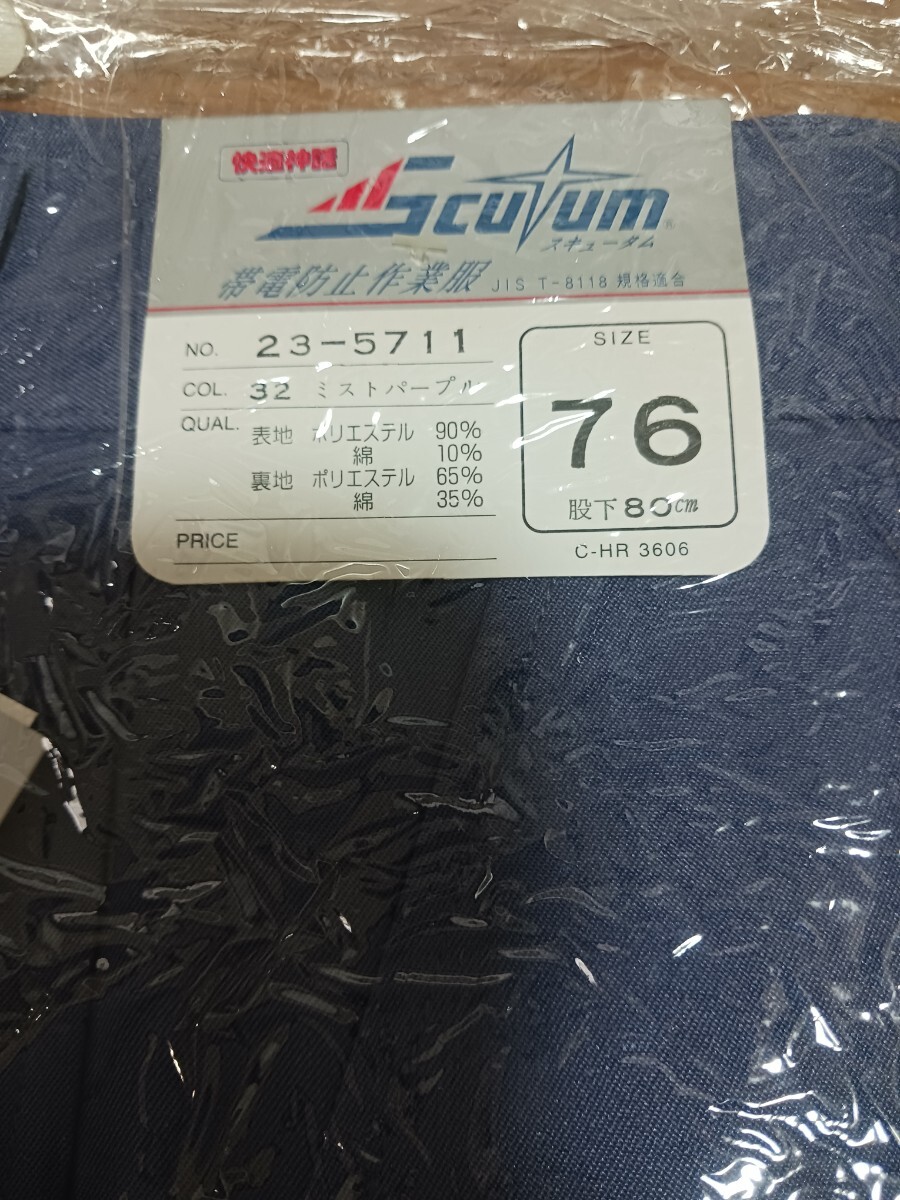 快適神話
Scutum®
スキュータム
帯電防止作業服 JIS T-8118 規格適合
NO. 23-5711
COL. 32 ミストパープル
QUAL. 表地 ポリエステル 90%
綿 10%
裏地 ポリエステル 65%
綿 35%
PRICE
SIZE
76
股下80cm
C-HR 3606